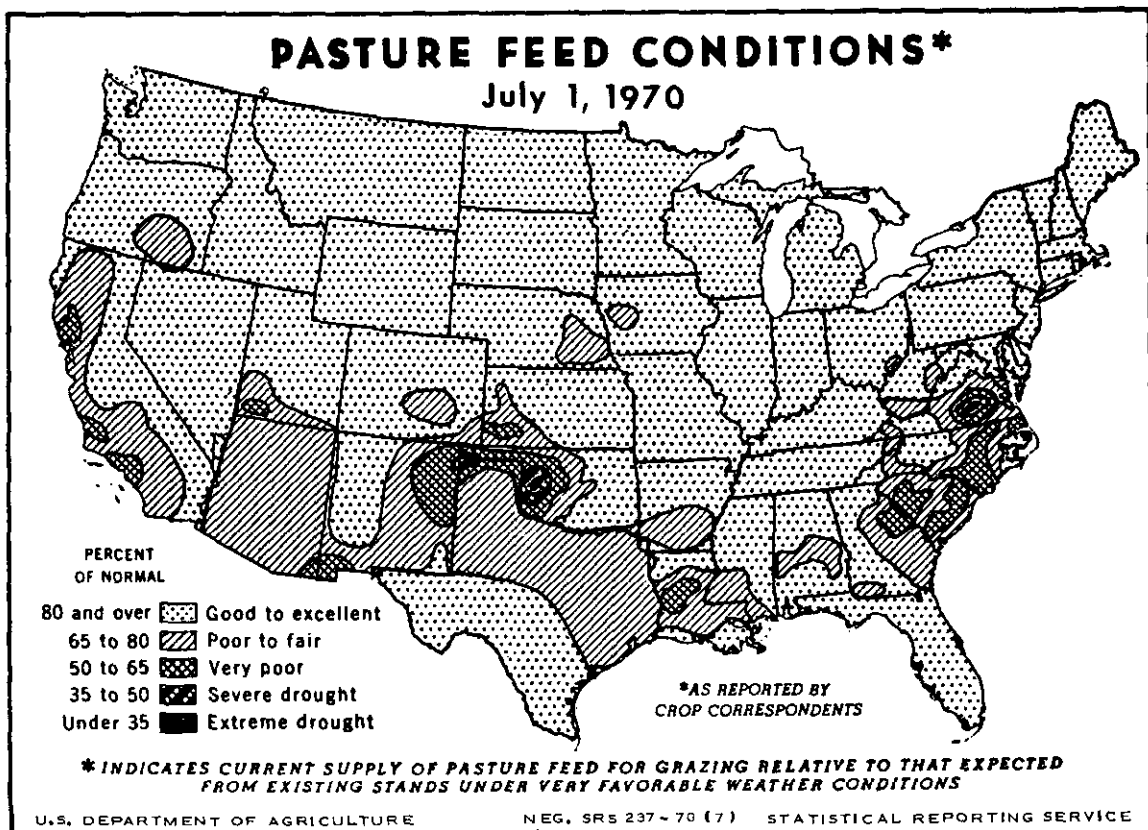 PASTURE FEED CONDITIONS*
July 1, 1970
PERCENT
OF NORMAL
80 and over Good to excellent
65 to 80 Poor to fair
50 to 65 Very poor
35 to 50 Severe drought
Under 35 Extreme drought
*AS REPORTED BY
CROP CORRESPONDENTS
* INDICATES CURRENT SUPPLY OF PASTURE FEED FOR GRAZING RELATIVE TO THAT EXPECTED
FROM EXISTING STANDS UNDER VERY FAVORABLE WEATHER CONDITIONS
U.S. DEPARTMENT OF AGRICULTURE NEG. SRS 237-70 (7) STATISTICAL REPORTING SERVICE